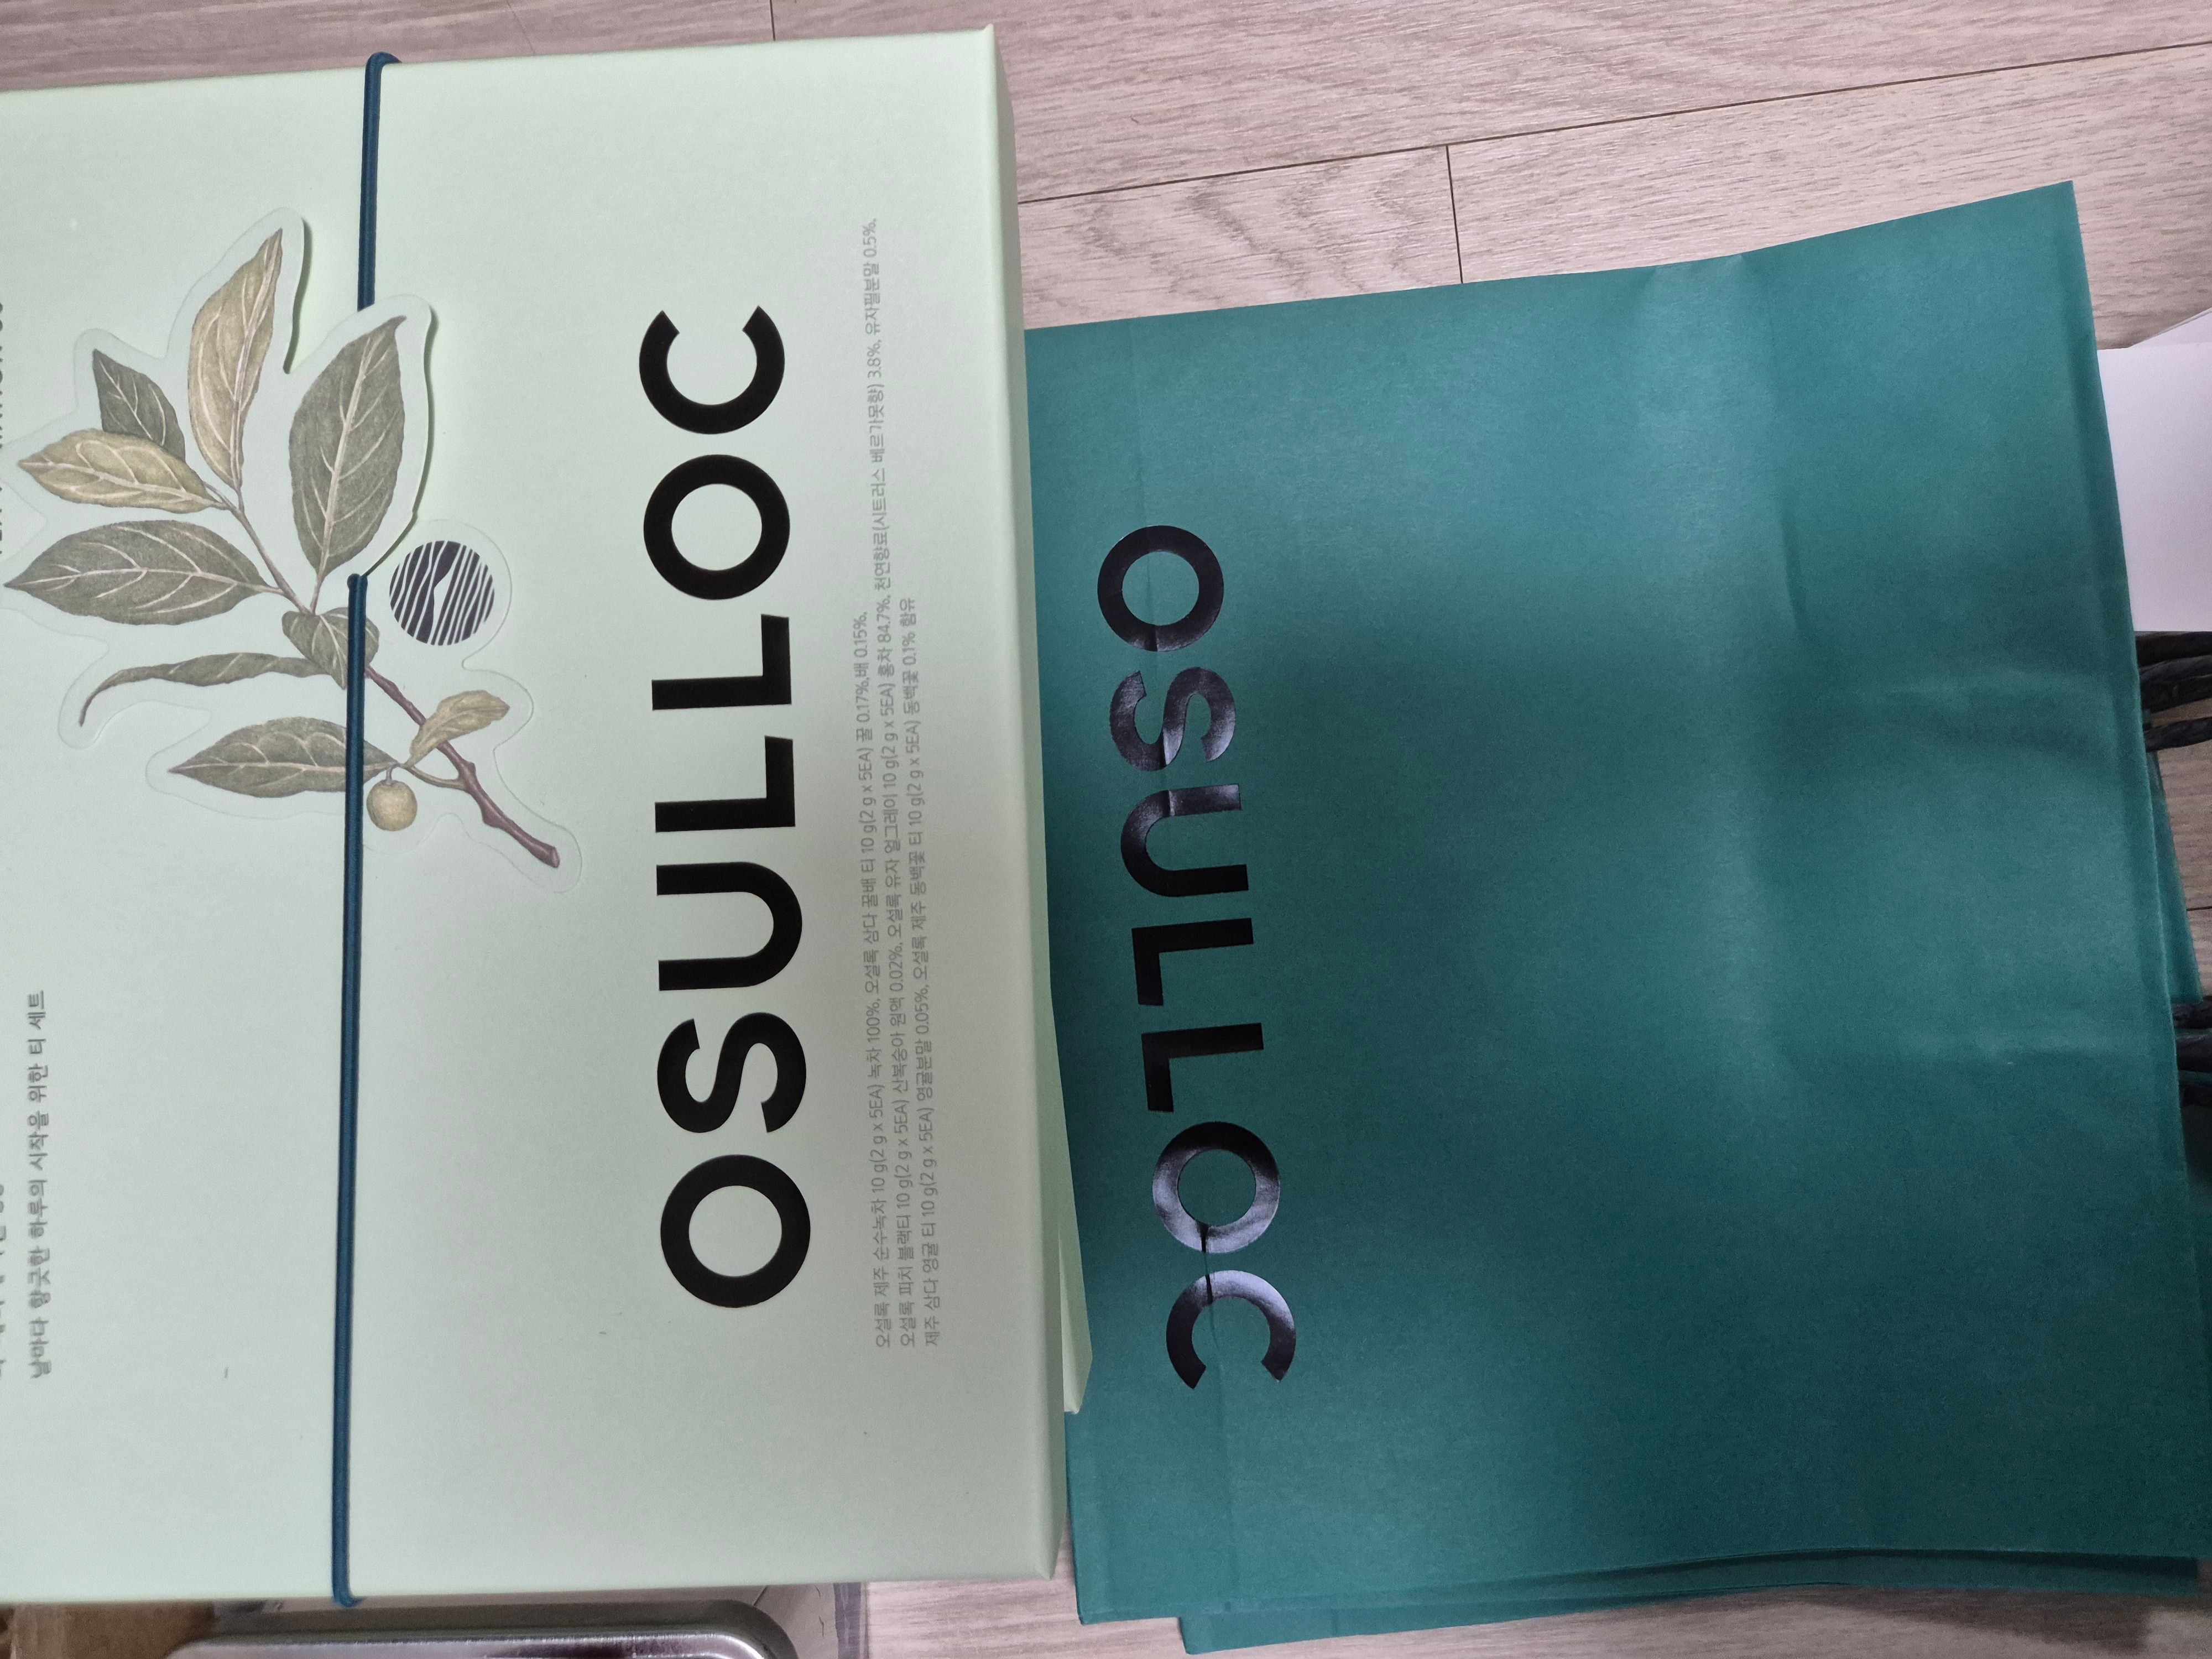 날마다 향긋한 하루의 시작을 위한 티 세트
OSULLOC
오설록 제주 순수녹차 10 g(2 g x 5EA) 녹차 100%, 오설록 삼다 꿀배 티 10 g(2 g x 5EA) 꿀 0.17%,배 0.15%,
오설록 피치 블랙티 10 g(2 g x 5EA) 산복숭아 원액 0.02%, 오설록 유자 얼그레이 10 g(2 g x 5EA) 홍차 84.7%, 천연향료(시트러스 베르가못향) 3.8%, 유자필분말 0.5%,
제주 삼다 영귤 티 10 g(2 g x 5EA) 영귤분말 0.05%, 오설록 제주 동백꽃 티 10 g(2 g x 5EA) 동백꽃 0.1% 함유
OSULLOC